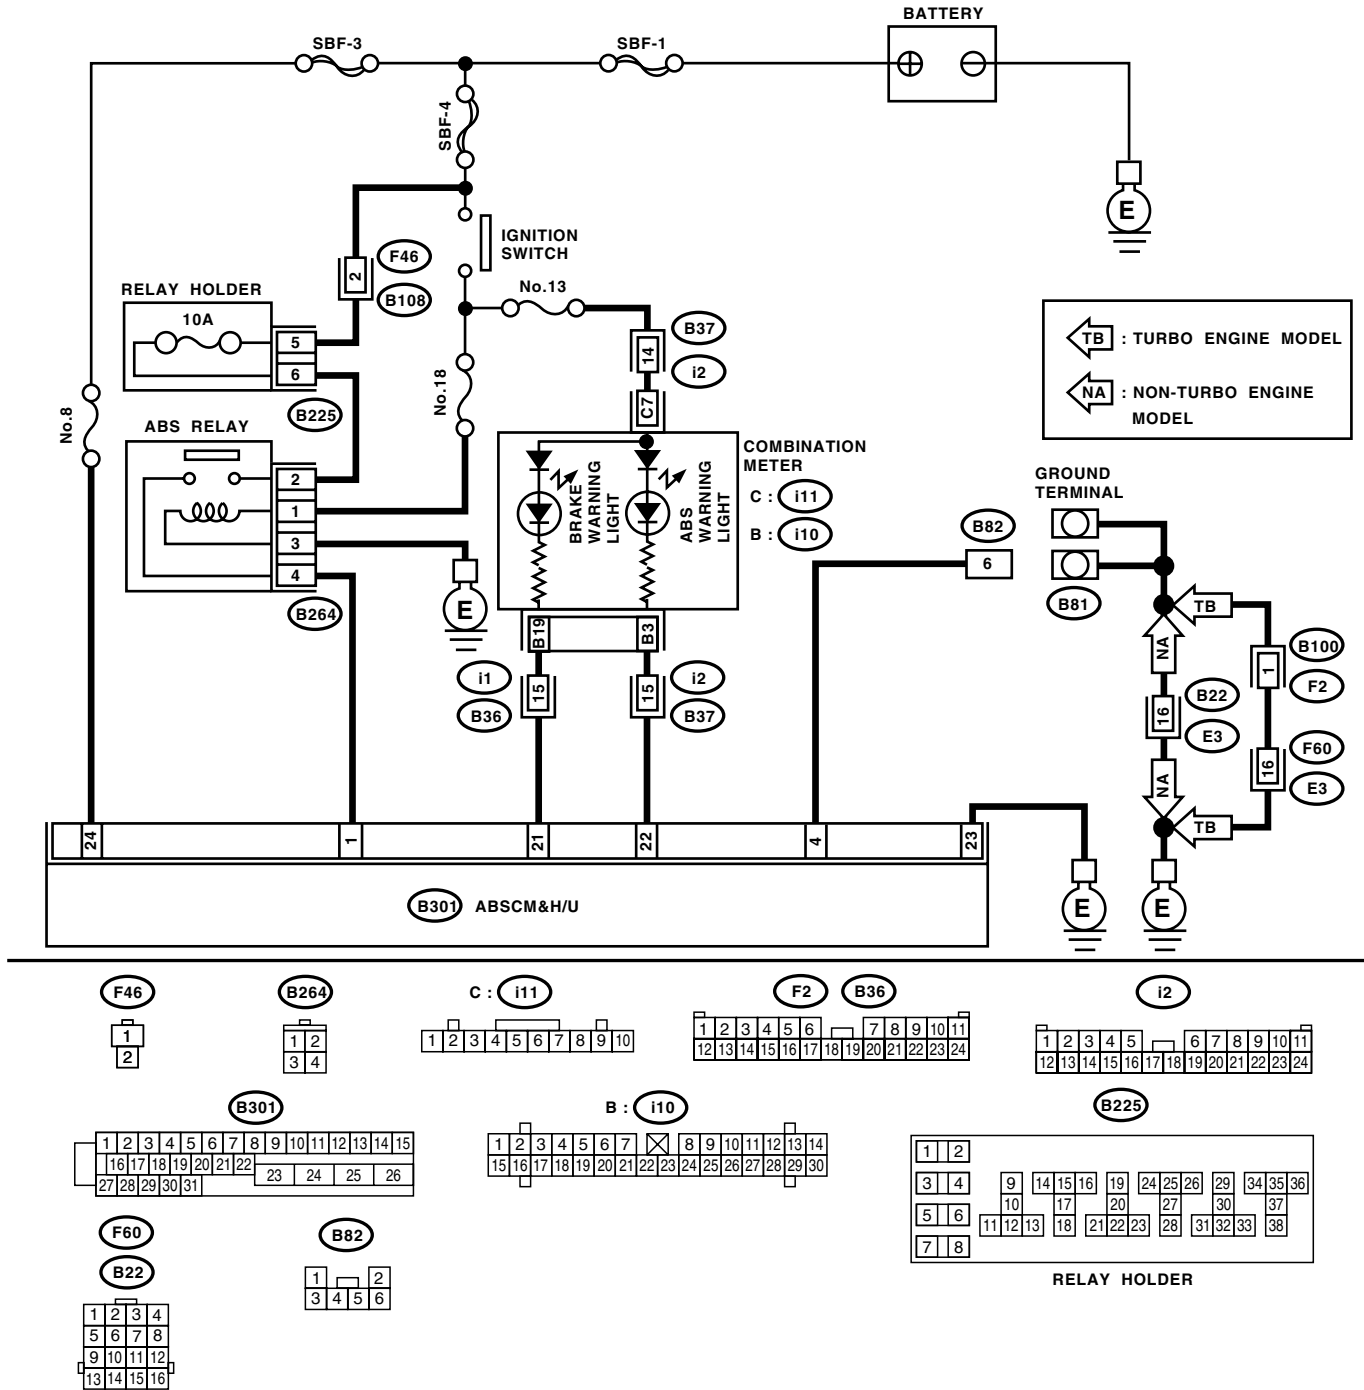 BATTERY
SBF-3
SBF-1
SBF-4
E
IGNITION
SWITCH
F46
2
B108
No.13
RELAY HOLDER
10A
5
6
B225
No.8
No.18
B37
14
i2
C7
TB : TURBO ENGINE MODEL
NA : NON-TURBO ENGINE
MODEL
ABS RELAY
2
1
3
4
B264
E
BRAKE
WARNING
LIGHT
ABS
WARNING
LIGHT
COMBINATION
METER
C : i11
B : i10
B19
B3
i1
15
B36
i2
15
B37
GROUND
TERMINAL
B82
6
B81
TB
NA
B100
1
F2
B22
16
E3
F60
16
E3
NA
TB
24
1
21
22
4
23
B301 ABSCM&H/U
E
E
F46
1
2
B264
1 2
3 4
C : i11
1 2 3 4 5 6 7 8 9 10
F2 B36
1 2 3 4 5 6 7 8 9 10 11
12 13 14 15 16 17 18 19 20 21 22 23 24
i2
1 2 3 4 5 6 7 8 9 10 11
12 13 14 15 16 17 18 19 20 21 22 23 24
B301
1 2 3 4 5 6 7 8 9 10 11 12 13 14 15
16 17 18 19 20 21 22 23 24 25 26
27 28 29 30 31
B : i10
1 2 3 4 5 6 7 8 9 10 11 12 13 14
15 16 17 18 19 20 21 22 23 24 25 26 27 28 29 30
B225
1 2
3 4
5 6
7 8
9 14 15 16 19 24 25 26 29 34 35 36
10 17 20 27 30 37
11 12 13 18 21 22 23 28 31 32 33 38
RELAY HOLDER
F60
B22
1 2 3 4
5 6 7 8
9 10 11 12
13 14 15 16
B82
1 2
3 4 5 6